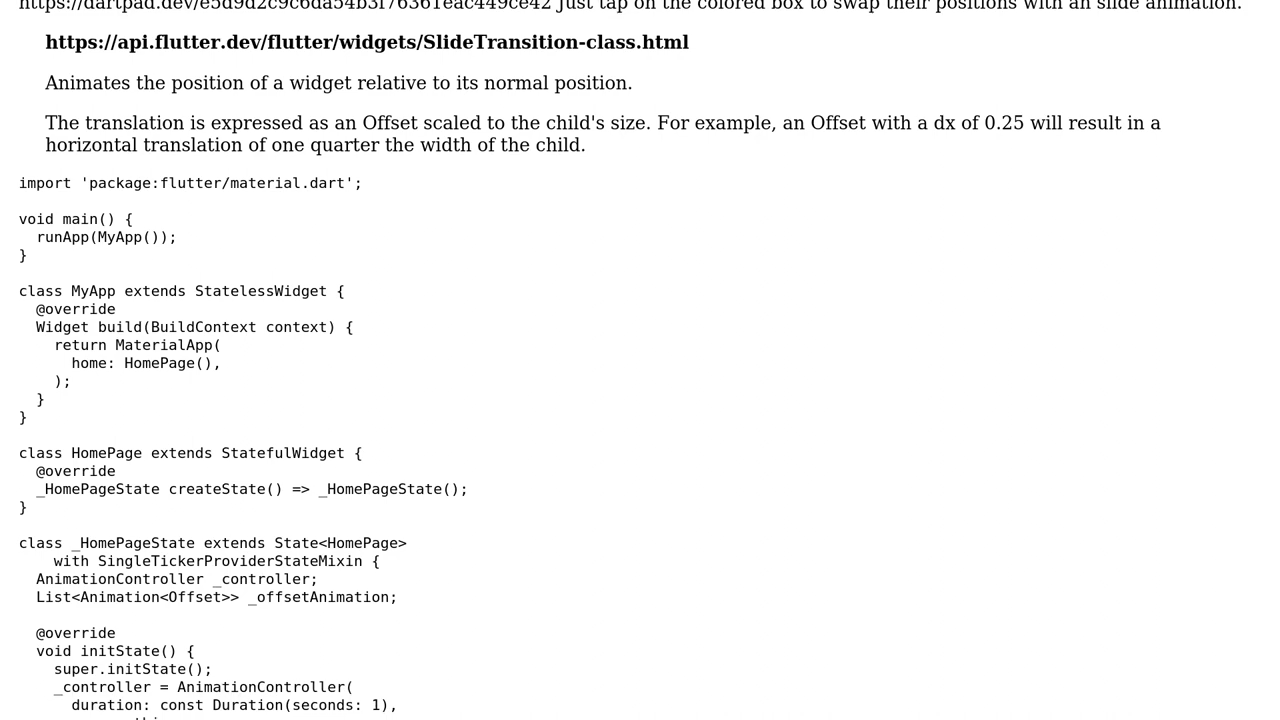 https://dartpad.dev/e5d9d2c9c6da54b3f76361eac449ce42 Just tap on the colored box to swap their positions with an slide animation.
https://api.flutter.dev/flutter/widgets/SlideTransition-class.html
Animates the position of a widget relative to its normal position.
The translation is expressed as an Offset scaled to the child's size. For example, an Offset with a dx of 0.25 will result in a
horizontal translation of one quarter the width of the child.
import 'package:flutter/material.dart';
void main() {
  runApp(MyApp());
}
class MyApp extends StatelessWidget {
  @override
  Widget build(BuildContext context) {
    return MaterialApp(
      home: HomePage(),
    );
  }
}
class HomePage extends StatefulWidget {
  @override
  _HomePageState createState() => _HomePageState();
}
class _HomePageState extends State<HomePage>
    with SingleTickerProviderStateMixin {
  AnimationController _controller;
  List<Animation<Offset>> _offsetAnimation;
  @override
  void initState() {
    super.initState();
    _controller = AnimationController(
      duration: const Duration(seconds: 1),